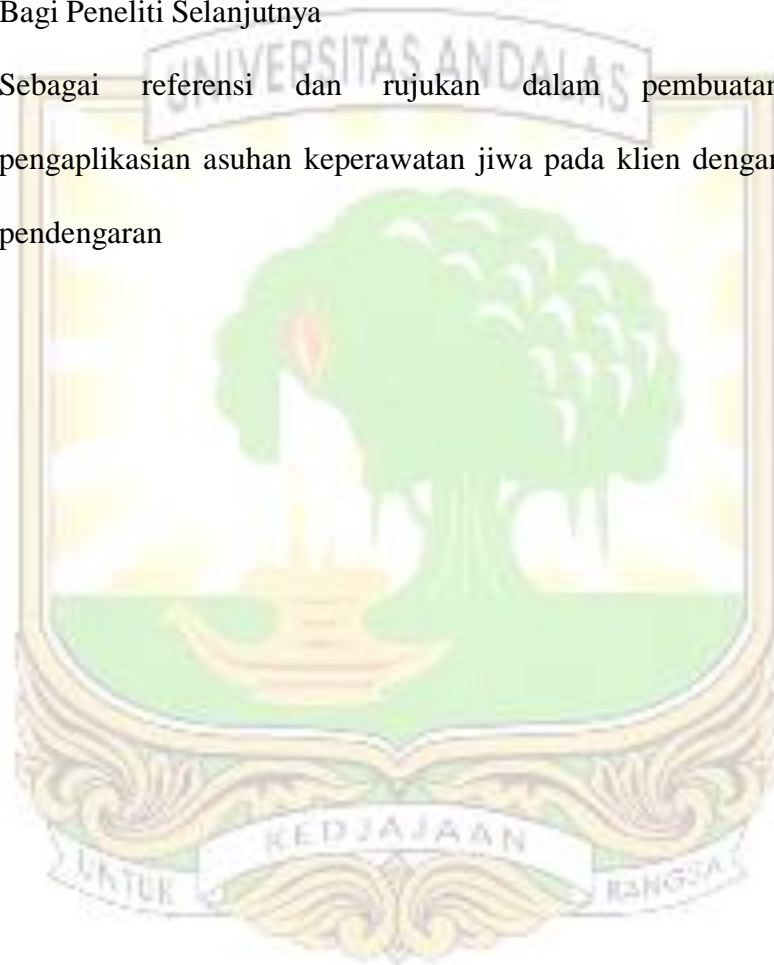 Bagi Peneliti Selanjutnya
UNIVERSITAS ANDALAS
Sebagai referensi dan rujukan dalam pembuatan
pengaplikasian asuhan keperawatan jiwa pada klien dengan
pendengaran
KEDJAJAAN
UNTUK BANGSA